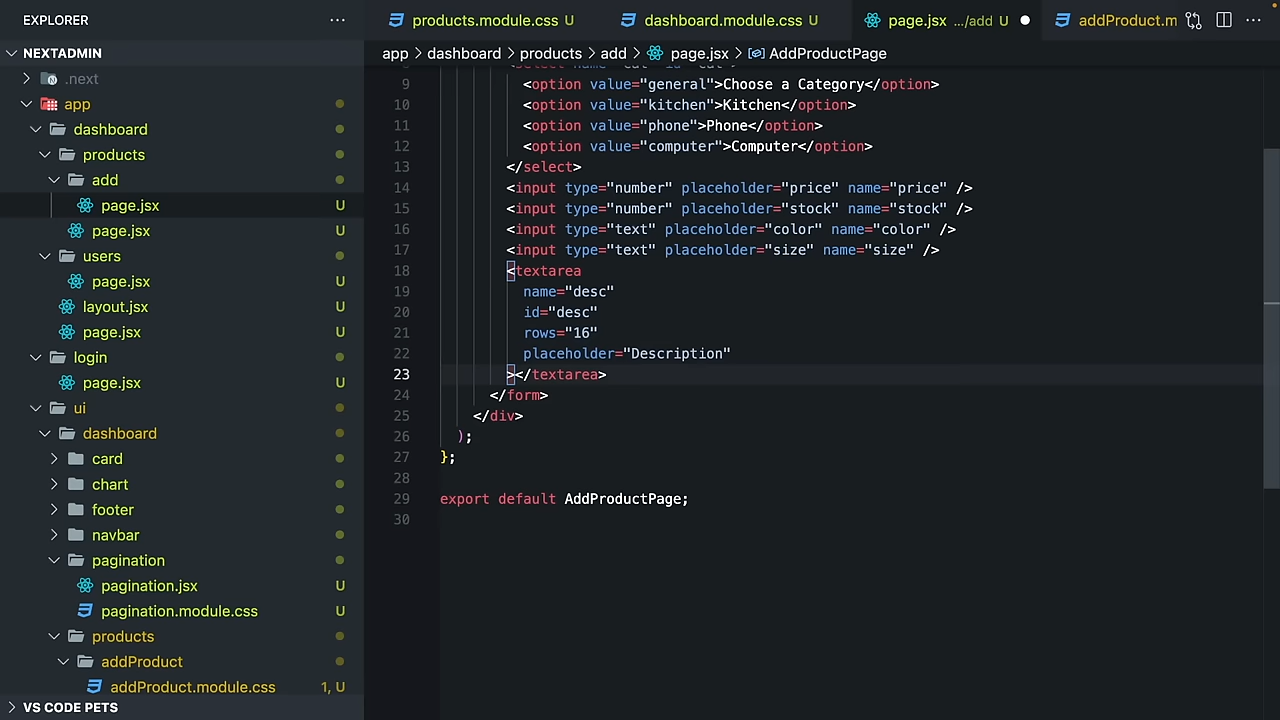 EXPLORER
NEXTADMIN
.next
app
dashboard
products
add
page.jsx U
page.jsx U
users
page.jsx U
layout.jsx U
page.jsx U
login
page.jsx U
ui
dashboard
card
chart
footer
navbar
pagination
pagination.jsx U
pagination.module.css U
products
addProduct
addProduct.module.css 1, U
VS CODE PETS
products.module.css U
dashboard.module.css U
page.jsx .../add U
addProduct.m
app > dashboard > products > add > page.jsx > AddProductPage
9 <option value="general">Choose a Category</option>
10 <option value="kitchen">Kitchen</option>
11 <option value="phone">Phone</option>
12 <option value="computer">Computer</option>
13 </select>
14 <input type="number" placeholder="price" name="price" />
15 <input type="number" placeholder="stock" name="stock" />
16 <input type="text" placeholder="color" name="color" />
17 <input type="text" placeholder="size" name="size" />
18 <textarea
19 name="desc"
20 id="desc"
21 rows="16"
22 placeholder="Description"
23 ></textarea>
24 </form>
25 </div>
26 );
27 };
28
29 export default AddProductPage;
30